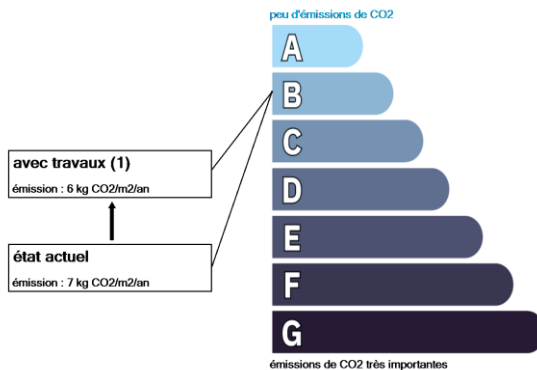 peu d'émissions de CO2
A
B
C
D
E
F
G
avec travaux (1)
émission : 6 kg CO2/m2/an
état actuel
émission : 7 kg CO2/m2/an
émissions de CO2 très importantes